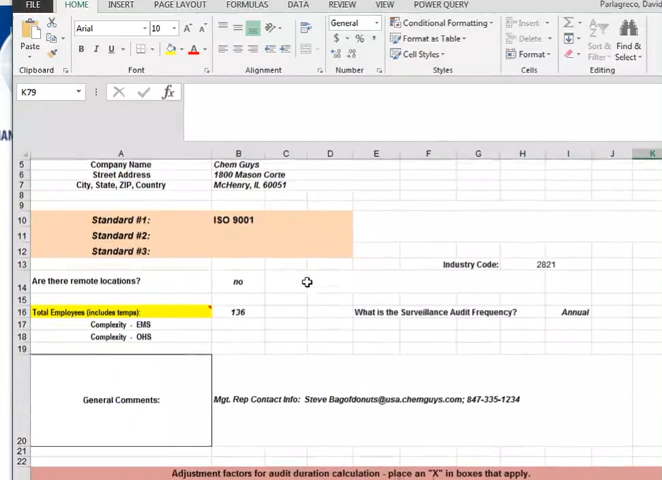 FILE HOME INSERT PAGE LAYOUT FORMULAS DATA REVIEW VIEW POWER QUERY Parlagreco, David
Arial 10 A A General Conditional Formatting Insert
Paste B I U A $ % Format as Table Delete Sort & Find &
Cell Styles Format Filter Select
Clipboard Font Alignment Number Styles Cells Editing
K79 fx
A B C D E F G H I J K
5 Company Name Chem Guys
6 Street Address 1800 Mason Corte
7 City, State, ZIP, Country McHenry, IL 60051
8
9
10 Standard #1: ISO 9001
11 Standard #2:
12 Standard #3:
13 Industry Code: 2821
14 Are there remote locations? no
15
16 Total Employees (includes temps): 136 What is the Surveillance Audit Frequency? Annual
17 Complexity - EMS
18 Complexity - OHS
19
General Comments: Mgt. Rep Contact Info: Steve Bagofdonuts@usa.chemguys.com; 847-335-1234
20
21
22
Adjustment factors for audit duration calculation - place an "X" in boxes that apply.